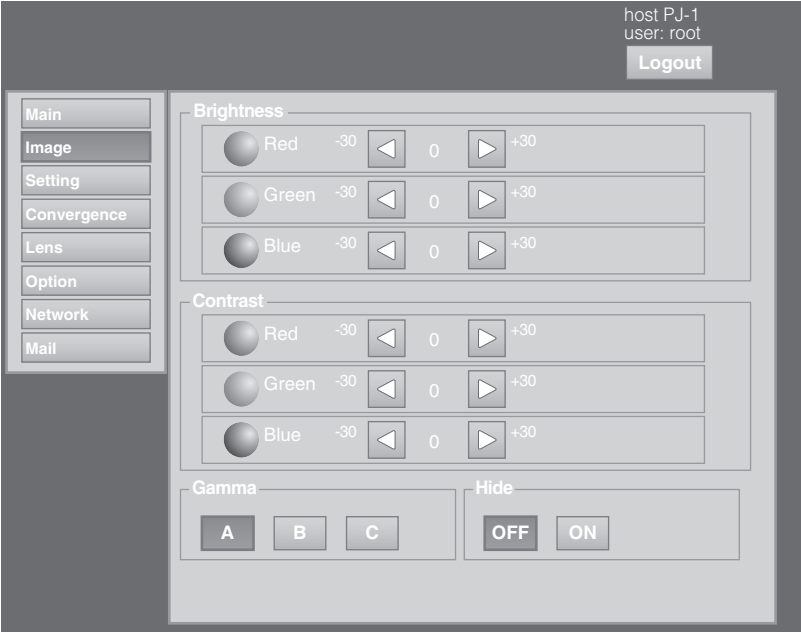 host PJ-1
user: root
Logout
Main
Image
Setting
Convergence
Lens
Option
Network
Mail
Brightness
Red -30 0 +30
Green -30 0 +30
Blue -30 0 +30
Contrast
Red -30 0 +30
Green -30 0 +30
Blue -30 0 +30
Gamma
A B C
Hide
OFF ON